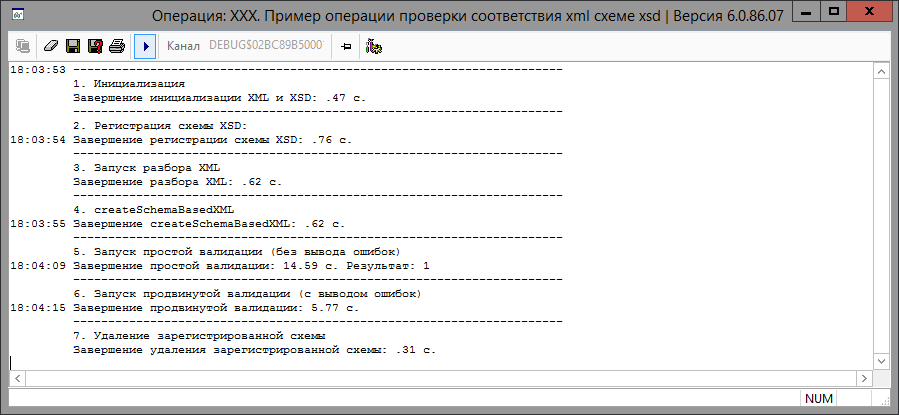 Операция: XXX. Пример операции проверки соответствия xml схеме xsd | Версия 6.0.86.07
Канал DEBUG$02BC89B5000
18:03:53 ----------------------------------------------------------------------
1. Инициализация
Завершение инициализации XML и XSD: .47 с.
----------------------------------------------------------------------
2. Регистрация схемы XSD:
18:03:54 Завершение регистрации схемы XSD: .76 с.
----------------------------------------------------------------------
3. Запуск разбора XML
Завершение разбора XML: .62 с.
----------------------------------------------------------------------
4. createSchemaBasedXML
18:03:55 Завершение createSchemaBasedXML: .62 с.
----------------------------------------------------------------------
5. Запуск простой валидации (без вывода ошибок)
18:04:09 Завершение простой валидации: 14.59 с. Результат: 1
----------------------------------------------------------------------
6. Запуск продвинутой валидации (с выводом ошибок)
18:04:15 Завершение продвинутой валидации: 5.77 с.
----------------------------------------------------------------------
7. Удаление зарегистрированной схемы
Завершение удаления зарегистрированной схемы: .31 с.
NUM